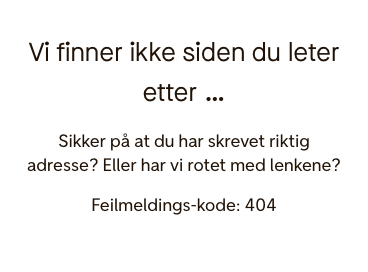 Vi finner ikke siden du leter
etter ...
Sikker på at du har skrevet riktig
adresse? Eller har vi rotet med lenkene?
Feilmeldings-kode: 404